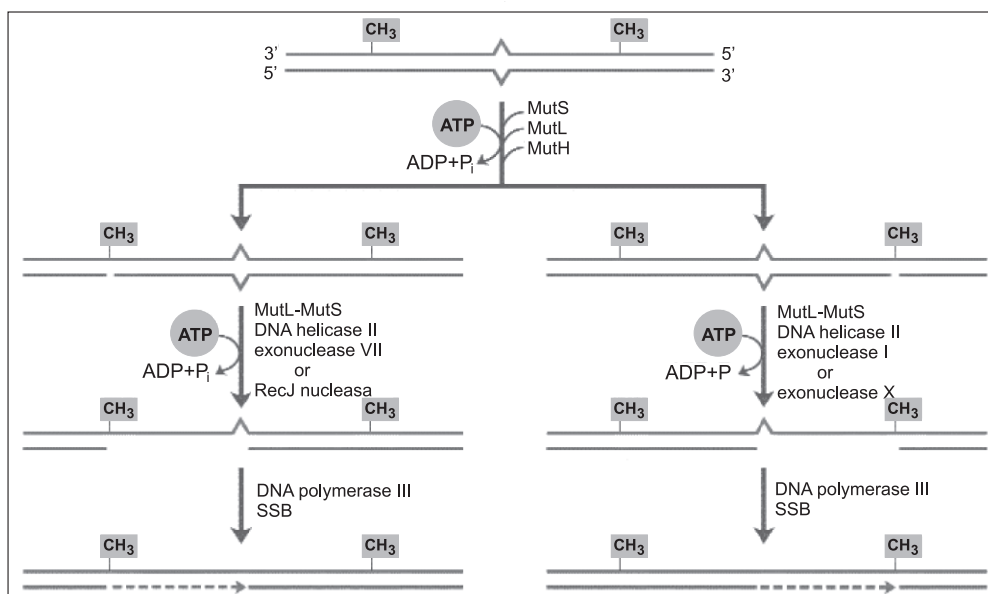 CH₃ CH₃
3’ 5’
5’ 3’
ATP
MutS
MutL
MutH
ADP+Pᵢ
CH₃ CH₃
MutL-MutS
DNA helicase II
exonuclease VII
or
RecJ nucleasa
ATP
ADP+Pᵢ
CH₃ CH₃
DNA polymerase III
SSB
CH₃ CH₃
CH₃ CH₃
MutL-MutS
DNA helicase II
exonuclease I
or
exonuclease X
ATP
ADP+P
CH₃ CH₃
DNA polymerase III
SSB
CH₃ CH₃